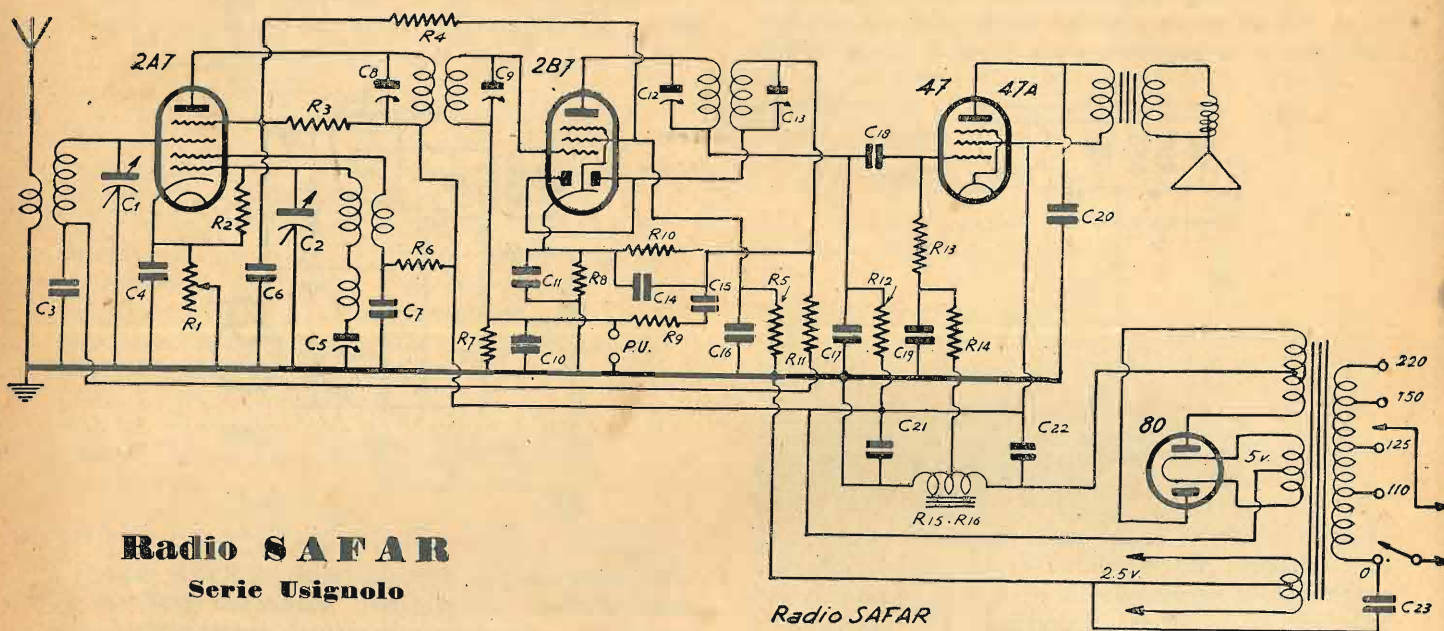 R4
2A7
C8
C9
2B7
C12
C13
47
47A
R3
C18
C1
R2
C2
R6
C20
R13
R10
C3
C4
R1
C6
C5
C7
R7
C11
R8
C14
C15
C10
P.U.
R9
C16
R5
R11
R12
C17
C19
R14
220
150
125
110
0
80
5v.
C21
C22
R15 . R16
2.5v.
C23
Radio SAFAR
Serie Usignolo
Radio SAFAR